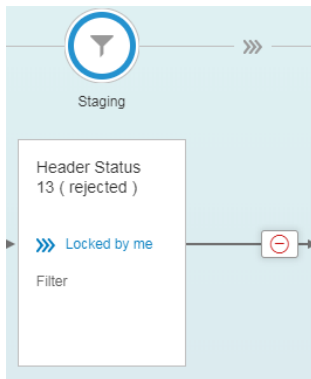 Staging
Header Status
13 ( rejected )
Locked by me
Filter